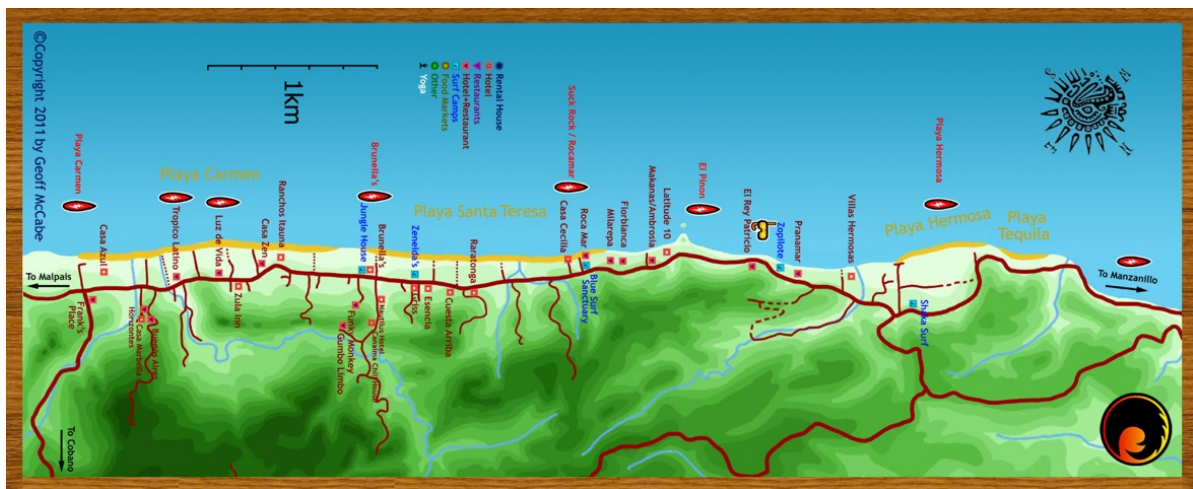 ©Copyright 2011 by Geoff McCabe
1km
Rental House
Hotel
Restaurants
Hotel+Restaurant
Surf Camps
Food Markets
Other
Yoga
Playa Carmen
Brunella's
Suck Rock / Rocamar
El Pinon
Playa Hermosa
Playa Carmen
Playa Santa Teresa
Playa Hermosa
Playa
Tequila
Casa Azul
Tropico Latino
Luz de Vida
Casa Zen
Ranchos Itauna
Jungle House
Brunella's
Zeneida's
Raratonga
Casa Cecilia
Roca Mar
Milarepa
Florblanca
Makanas/Ambrosia
Latitude 10
El Rey Patricio
Zopilote
Pranamar
Villas Hermosas
To Malpais
To Manzanillo
Frank's
Place
Casa Marbella
Horizontes
Buenos Aires
Zula Inn
Funky Monkey
Gumbo Limbo
Nautilus Hotel
Esencia
Cuesta Arriba
Blue Surf
Sanctuary
Shaka Surf
To Cobano